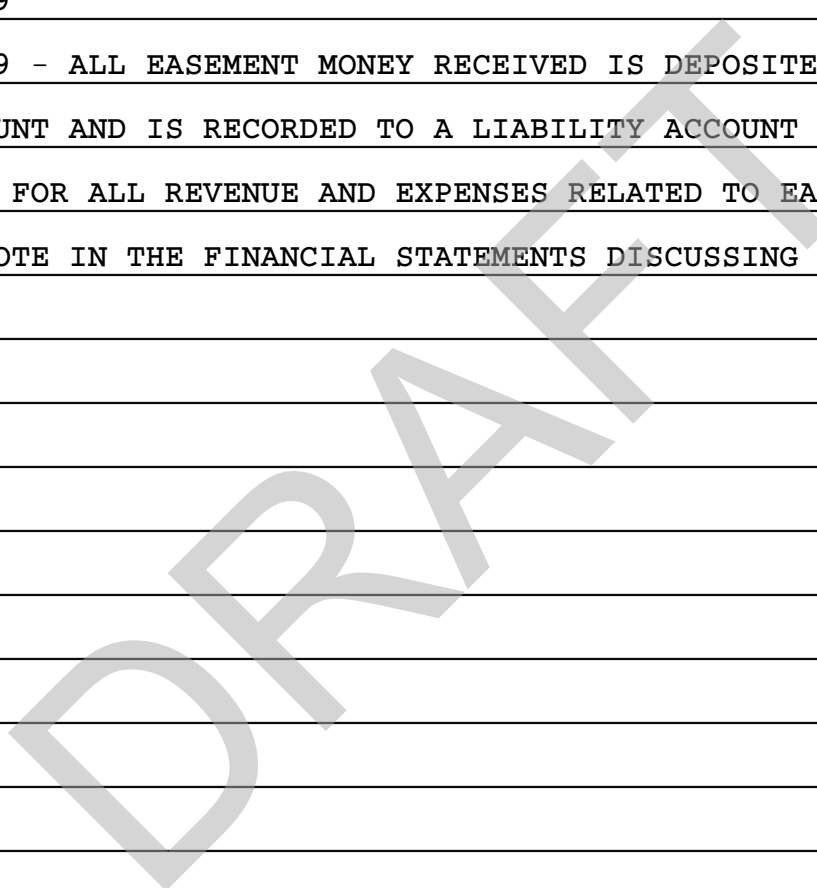 9
9 - ALL EASEMENT MONEY RECEIVED IS DEPOSITE
UNT AND IS RECORDED TO A LIABILITY ACCOUNT
FOR ALL REVENUE AND EXPENSES RELATED TO EA
OTE IN THE FINANCIAL STATEMENTS DISCUSSING
DRAFT